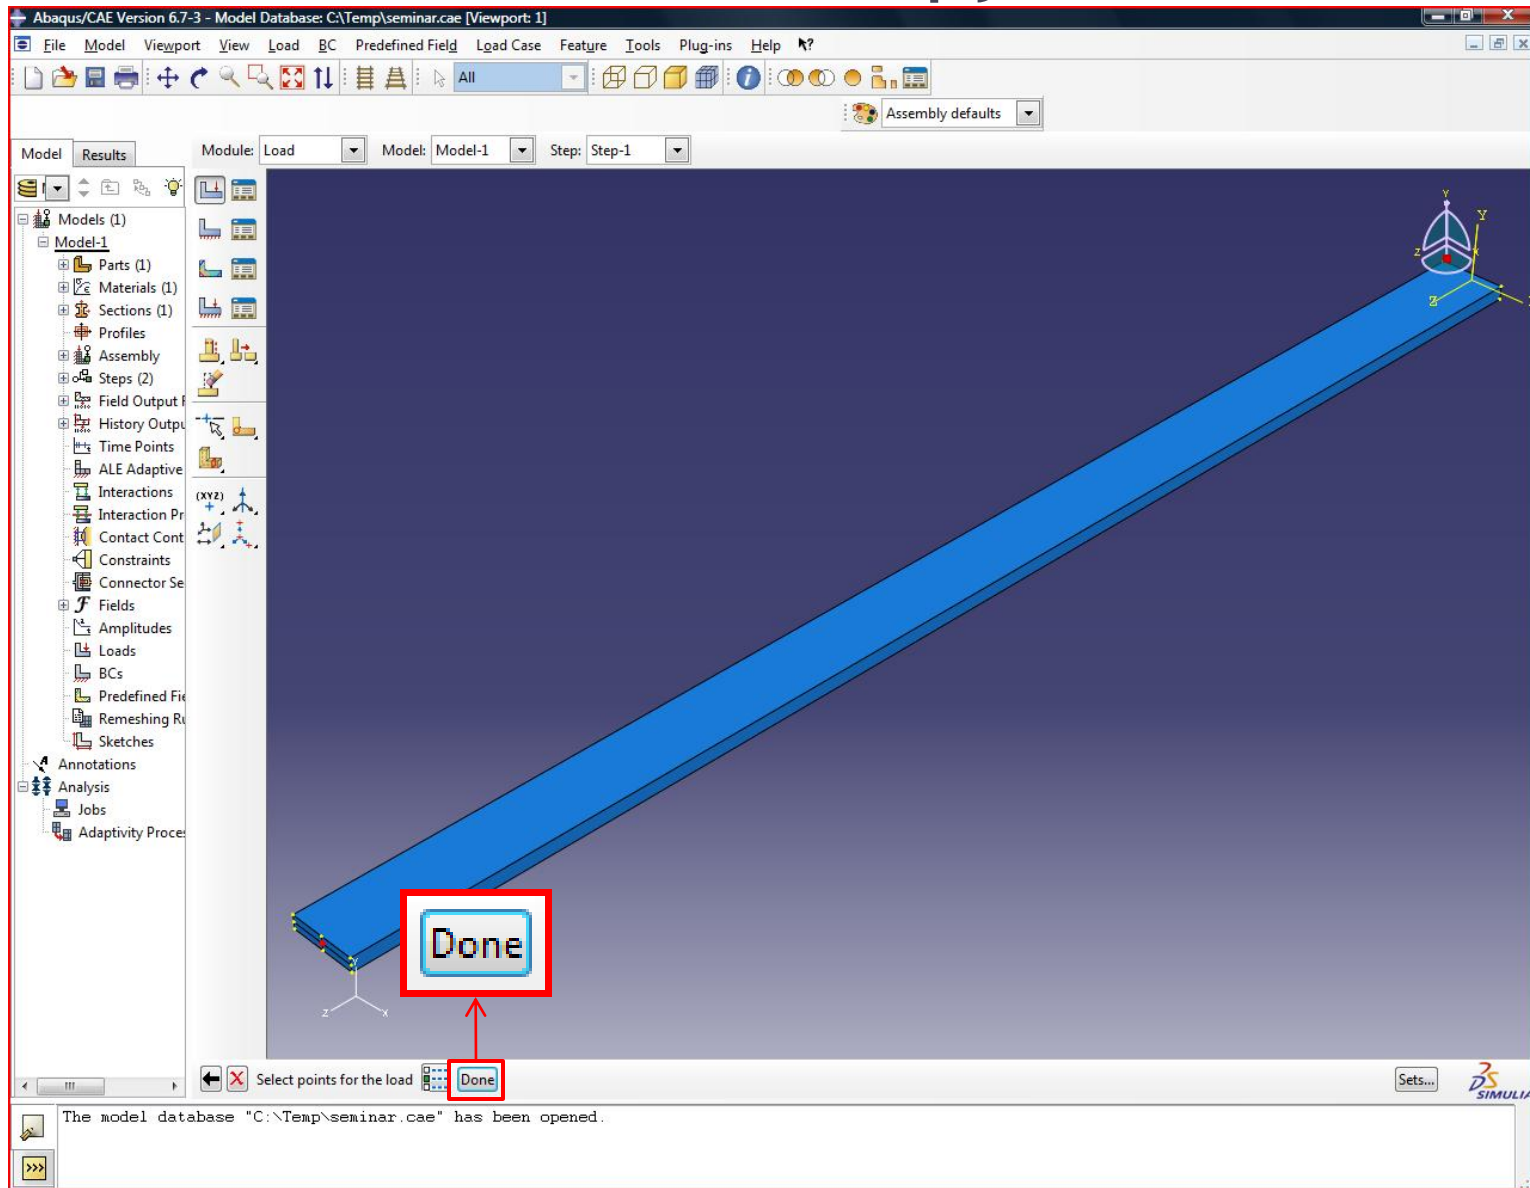 Abaqus/CAE Version 6.7-3 - Model Database: C:\Temp\seminar.cae [Viewport: 1]
File Model Viewport View Load BC Predefined Field Load Case Feature Tools Plug-ins Help ?
All
Assembly defaults
Model Results
Module: Load Model: Model-1 Step: Step-1
Models (1)
Model-1
Parts (1)
Materials (1)
Sections (1)
Profiles
Assembly
Steps (2)
Field Output
History Outpu
Time Points
ALE Adaptive
Interactions
Interaction Pr
Contact Cont
Constraints
Connector Se
Fields
Amplitudes
Loads
BCs
Predefined Fie
Remeshing Ru
Sketches
Annotations
Analysis
Jobs
Adaptivity Proce
(XYZ)
Y
Y
Z
X
Z
Done
Y
Z
X
Select points for the load
Done
Sets...
SIMULIA
The model database "C:\Temp\seminar.cae" has been opened.
>>>